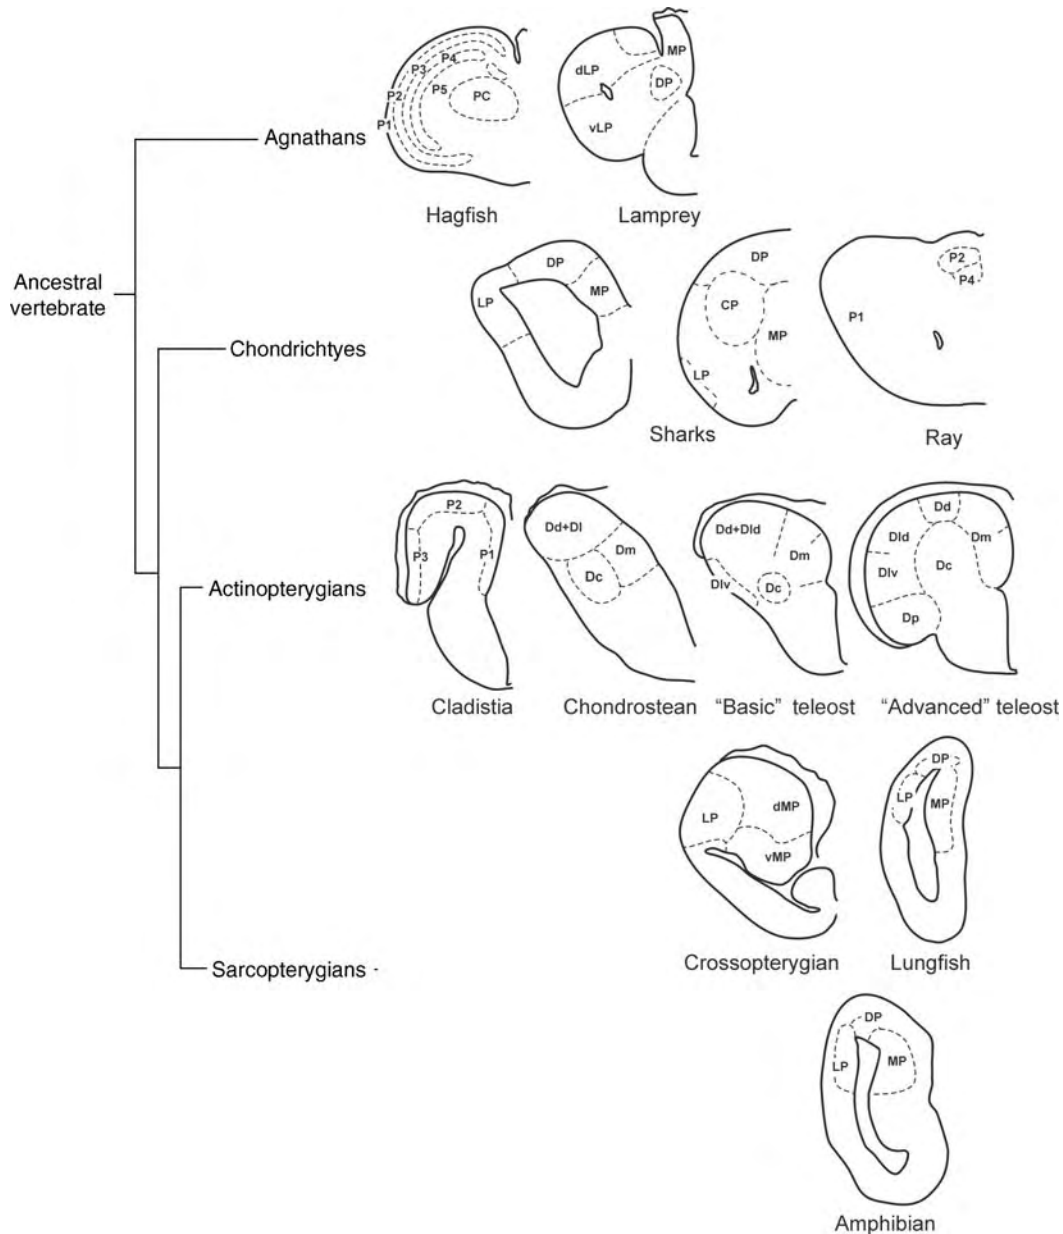 P4
P3
P5
P2
PC
P1
Hagfish
MP
dLP
DP
vLP
Lamprey
Agnathans
DP
LP
MP
DP
CP
MP
LP
Sharks
P2
P4
P1
Ray
Ancestral
vertebrate
Chondrichtyes
P2
P3
P1
Cladistia
Dd+Dl
Dm
Dc
Chondrostean
Dd+Dld
Dm
Dlv
Dc
"Basic" teleost
Dd
Dld
Dm
Dlv
Dc
Dp
"Advanced" teleost
Actinopterygians
LP
dMP
vMP
Crossopterygian
DP
LP
MP
Lungfish
Sarcopterygians -
DP
LP
MP
Amphibian